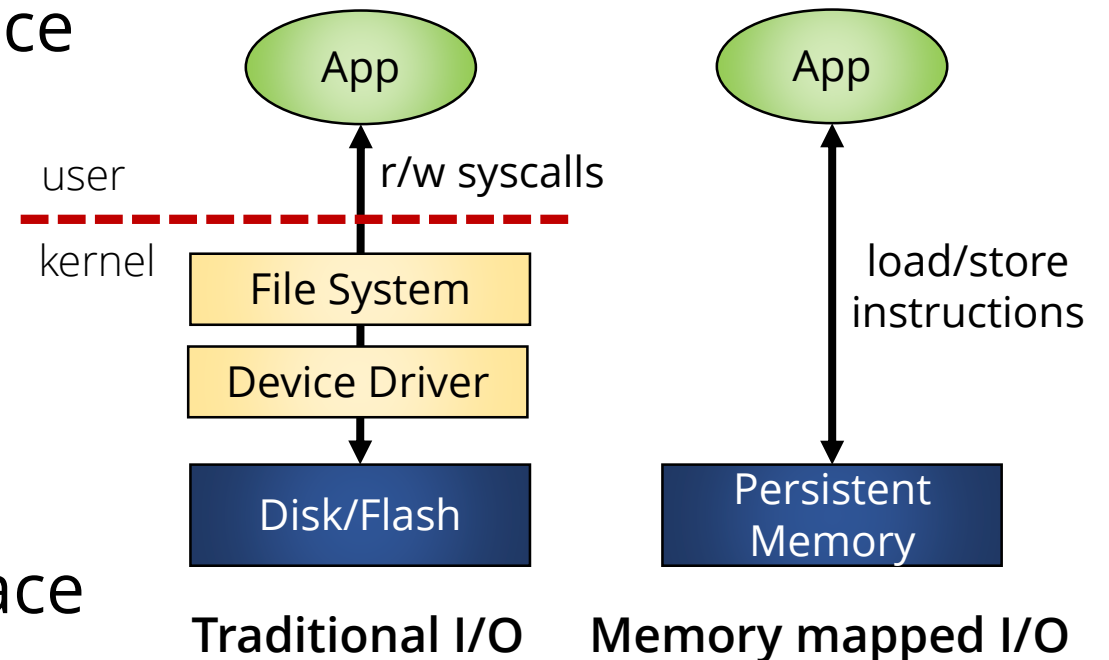 ce
App
App
user
r/w syscalls
kernel
File System
load/store
instructions
Device Driver
Disk/Flash
Persistent
Memory
ace
Traditional I/O
Memory mapped I/O